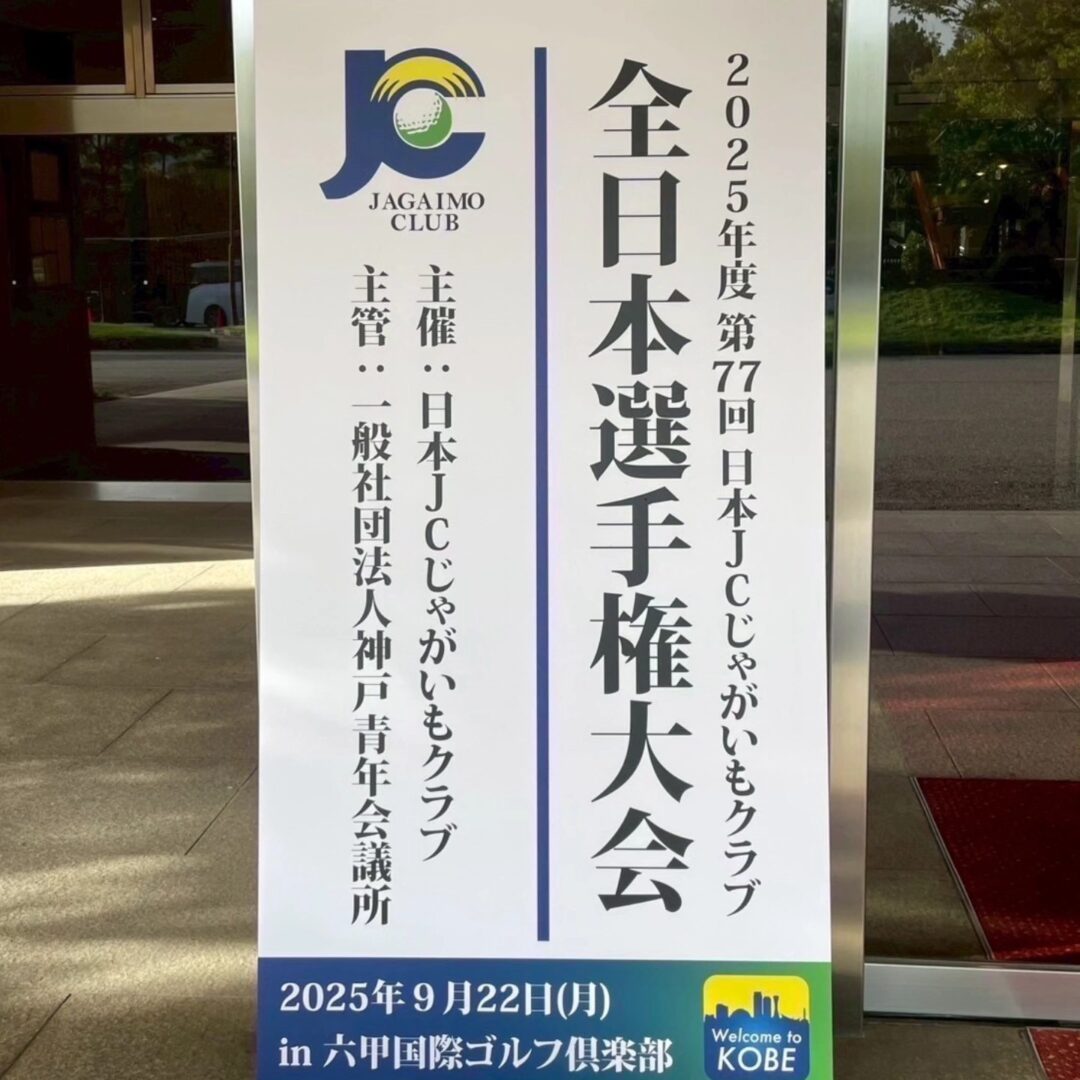 2025年度 第77回 日本JCじゃがいもクラブ
全日本選手権大会
JC
JAGAIMO
CLUB
主催：日本JCじゃがいもクラブ
主管：一般社団法人神戸青年会議所
2025年9月22日(月)
in 六甲国際ゴルフ倶楽部
Welcome to
KOBE